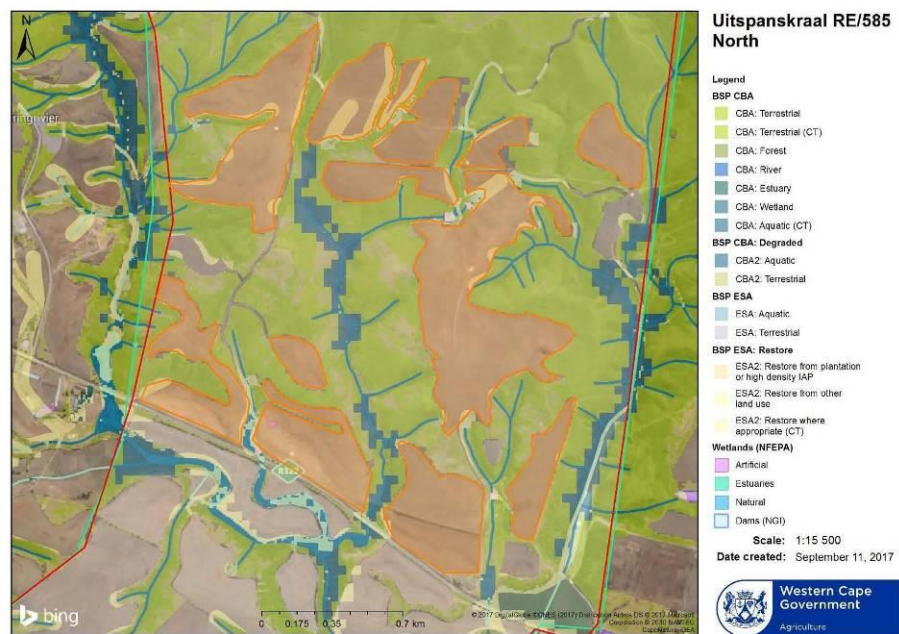 Uitspanskraal RE/585
North
N
Legend
BSP CBA
CBA: Terrestrial
CBA: Terrestrial (CT)
CBA: Forest
CBA: River
CBA: Estuary
CBA: Wetland
CBA: Aquatic (CT)
BSP CBA: Degraded
CBA2: Aquatic
CBA2: Terrestrial
BSP ESA
ESA: Aquatic
ESA: Terrestrial
BSP ESA: Restore
ESA2: Restore from plantation
or high density IAP
ESA2: Restore from other
land use
ESA2: Restore where
appropriate (CT)
Wetlands (NFEPA)
Artificial
Estuaries
Natural
Dams (NGI)
Scale: 1:15 500
Date created: September 11, 2017
Western Cape
Government
Agriculture
bing
0 0.175 0.35 0.7 km